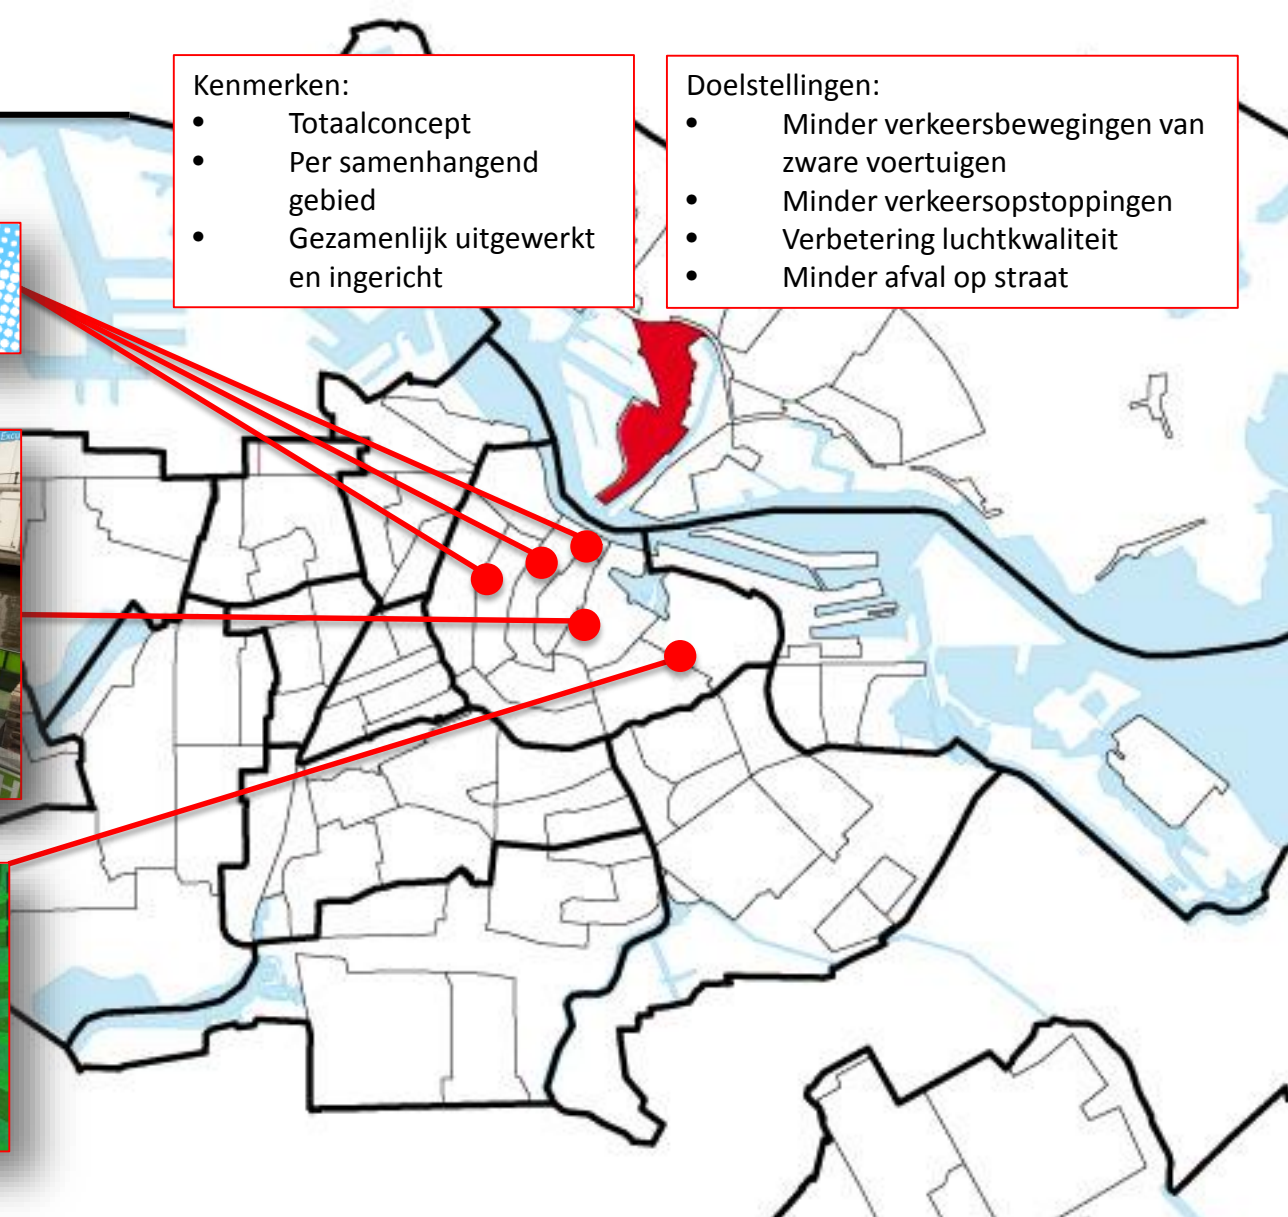 Kenmerken:
• Totaalconcept
• Per samenhangend
gebied
• Gezamenlijk uitgewerkt
en ingericht
Doelstellingen:
• Minder verkeersbewegingen van
zware voertuigen
• Minder verkeersopstoppingen
• Verbetering luchtkwaliteit
• Minder afval op straat